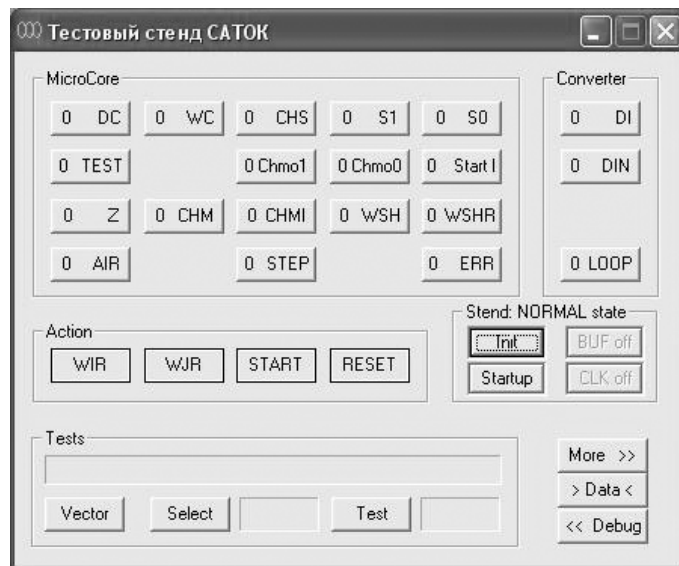 Тестовый стенд САТОК
MicroCore
Converter
0 DC
0 WC
0 CHS
0 S1
0 S0
0 DI
0 TEST
0 Chmo1
0 Chmo0
0 Start I
0 DIN
0 Z
0 CHM
0 CHMI
0 WSH
0 WSHR
0 AIR
0 STEP
0 ERR
0 LOOP
Stend: NORMAL state
Action
Init
BUF off
WIR
WJR
START
RESET
Startup
CLK off
Tests
More >>
> Data <
Vector
Select
Test
<< Debug